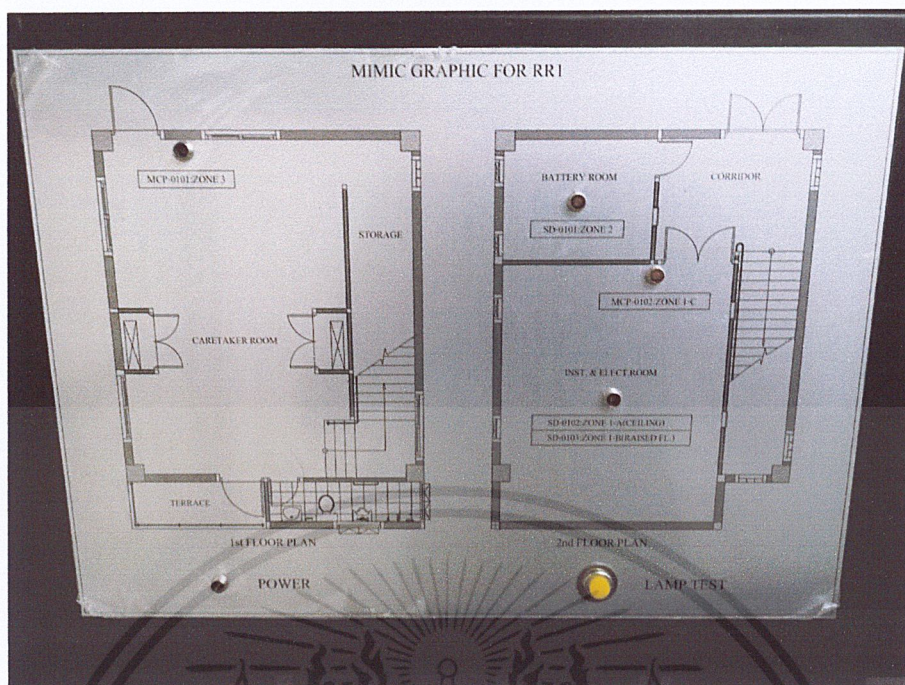 MIMIC GRAPHIC FOR RR1
MCP-0101:ZONE 3
STORAGE
CARETAKER ROOM
TERRACE
1st FLOOR PLAN
BATTERY ROOM
CORRIDOR
SD-0101:ZONE 2
MCP-0102:ZONE 1-C
INST. & ELECT.ROOM
SD-0102:ZONE 1-A(CEILING)
SD-0103:ZONE 1-B(RAISED FL.)
2nd FLOOR PLAN
POWER
LAMP TEST